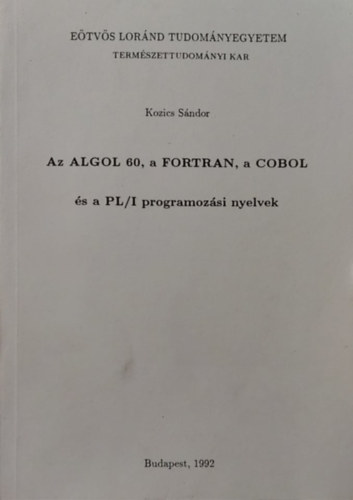 EÖTVÖS LORÁND TUDOMÁNYEGYETEM
TERMÉSZETTUDOMÁNYI KAR
Kozics Sándor
Az ALGOL 60, a FORTRAN, a COBOL
és a PL/I programozási nyelvek
Budapest, 1992